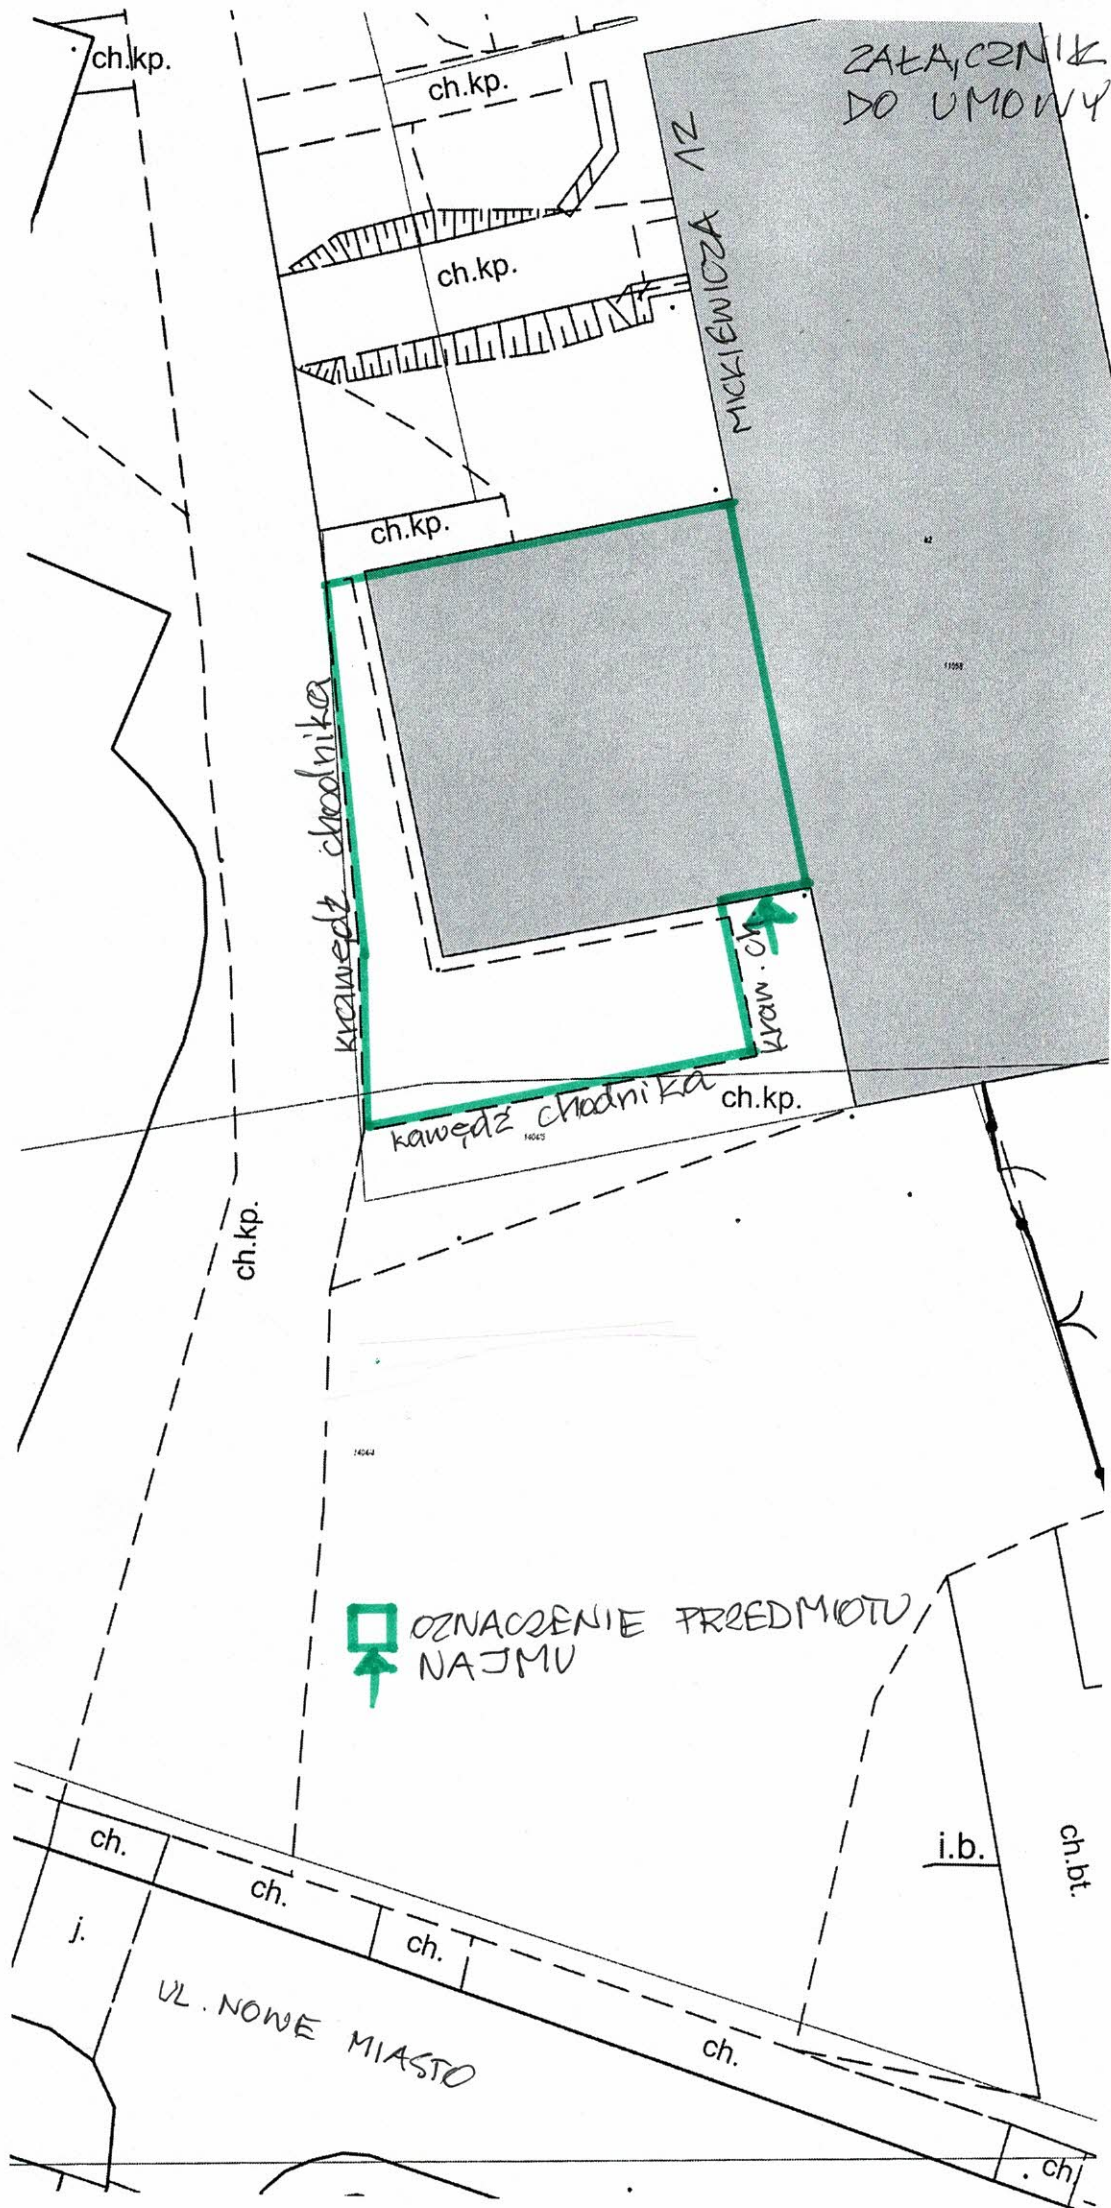 ZAŁĄCZNIK
DO UMOWY
ch.kp.
ch.kp.
MICKIEWICZA 12
ch.kp.
ch.kp.
krawędź chodnika
kraw. ch.
kawędź chodnika
ch.kp.
ch.kp.
OZNACZENIE PRZEDMIOTU
NAJMU
i.b.
ch.bt.
ch.
ch.
ch.
j.
UL. NOWE MIASTO
ch.
ch